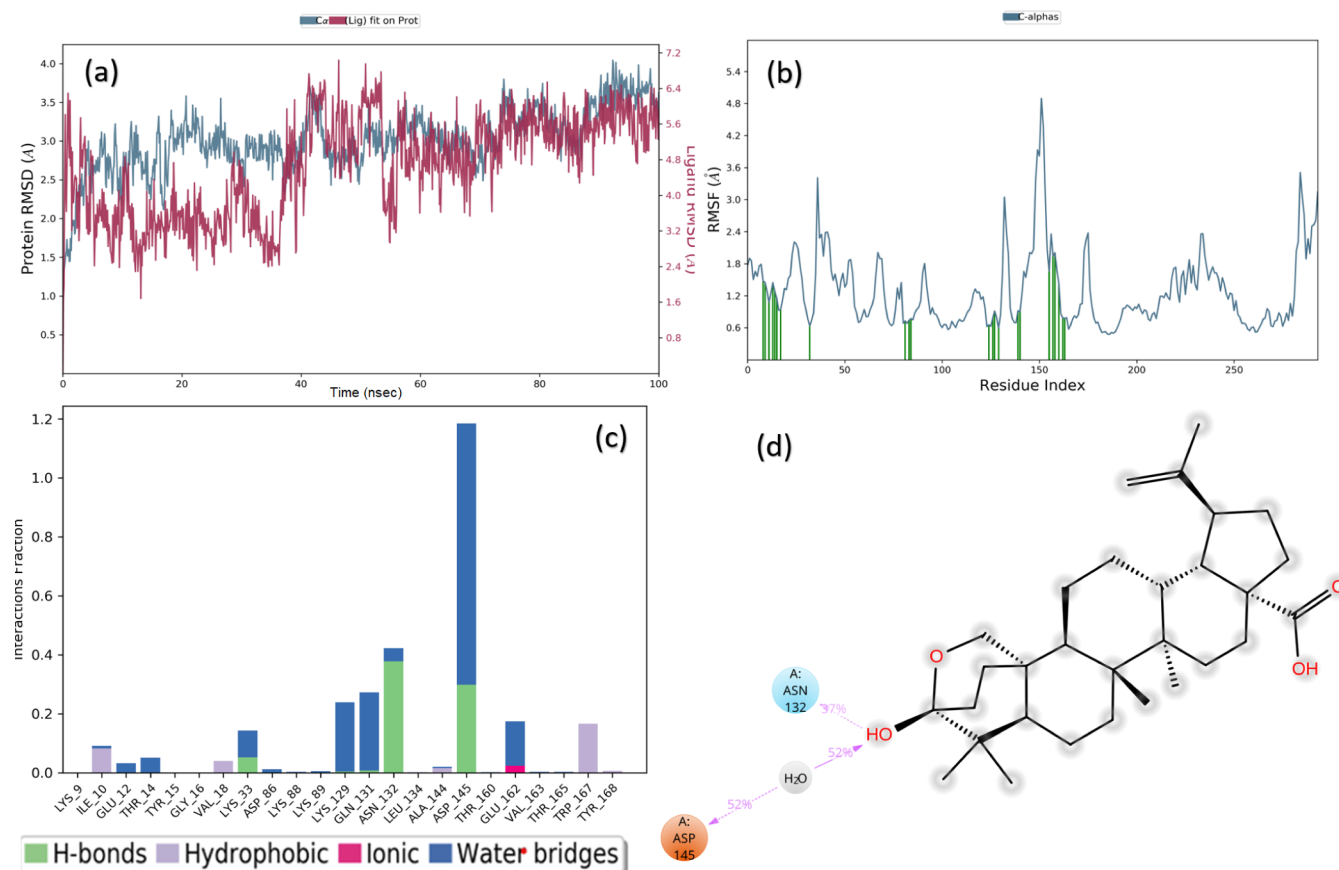 Cα (Lig) fit on Prot
(a)
Protein RMSD (A)
4.0
3.5
3.0
2.5
2.0
1.5
1.0
0.5
7.2
6.4
5.6
4.8
4.0
3.2
2.4
1.6
0.8
Ligand RMSD (A)
0 20 40 60 80 100
Time (nsec)
C-alphas
(b)
RMSF (Å)
5.4
4.8
4.2
3.6
3.0
2.4
1.8
1.2
0.6
0 50 100 150 200 250
Residue Index
(c)
Interactions Fraction
1.2
1.0
0.8
0.6
0.4
0.2
0.0
LYS_9
ILE_10
GLU_12
THR_14
TYR_15
GLY_16
VAL_18
LYS_33
ASP_86
LYS_88
LYS_89
LYS_129
GLN_131
ASN_132
LEU_134
ALA_144
ASP_145
THR_160
GLU_162
VAL_163
THR_165
TRP_167
TYR_168
H-bonds Hydrophobic Ionic Water bridges
(d)
A:
ASN
132
37%
HO
O
52%
H₂O
52%
A:
ASP
145
O
OH